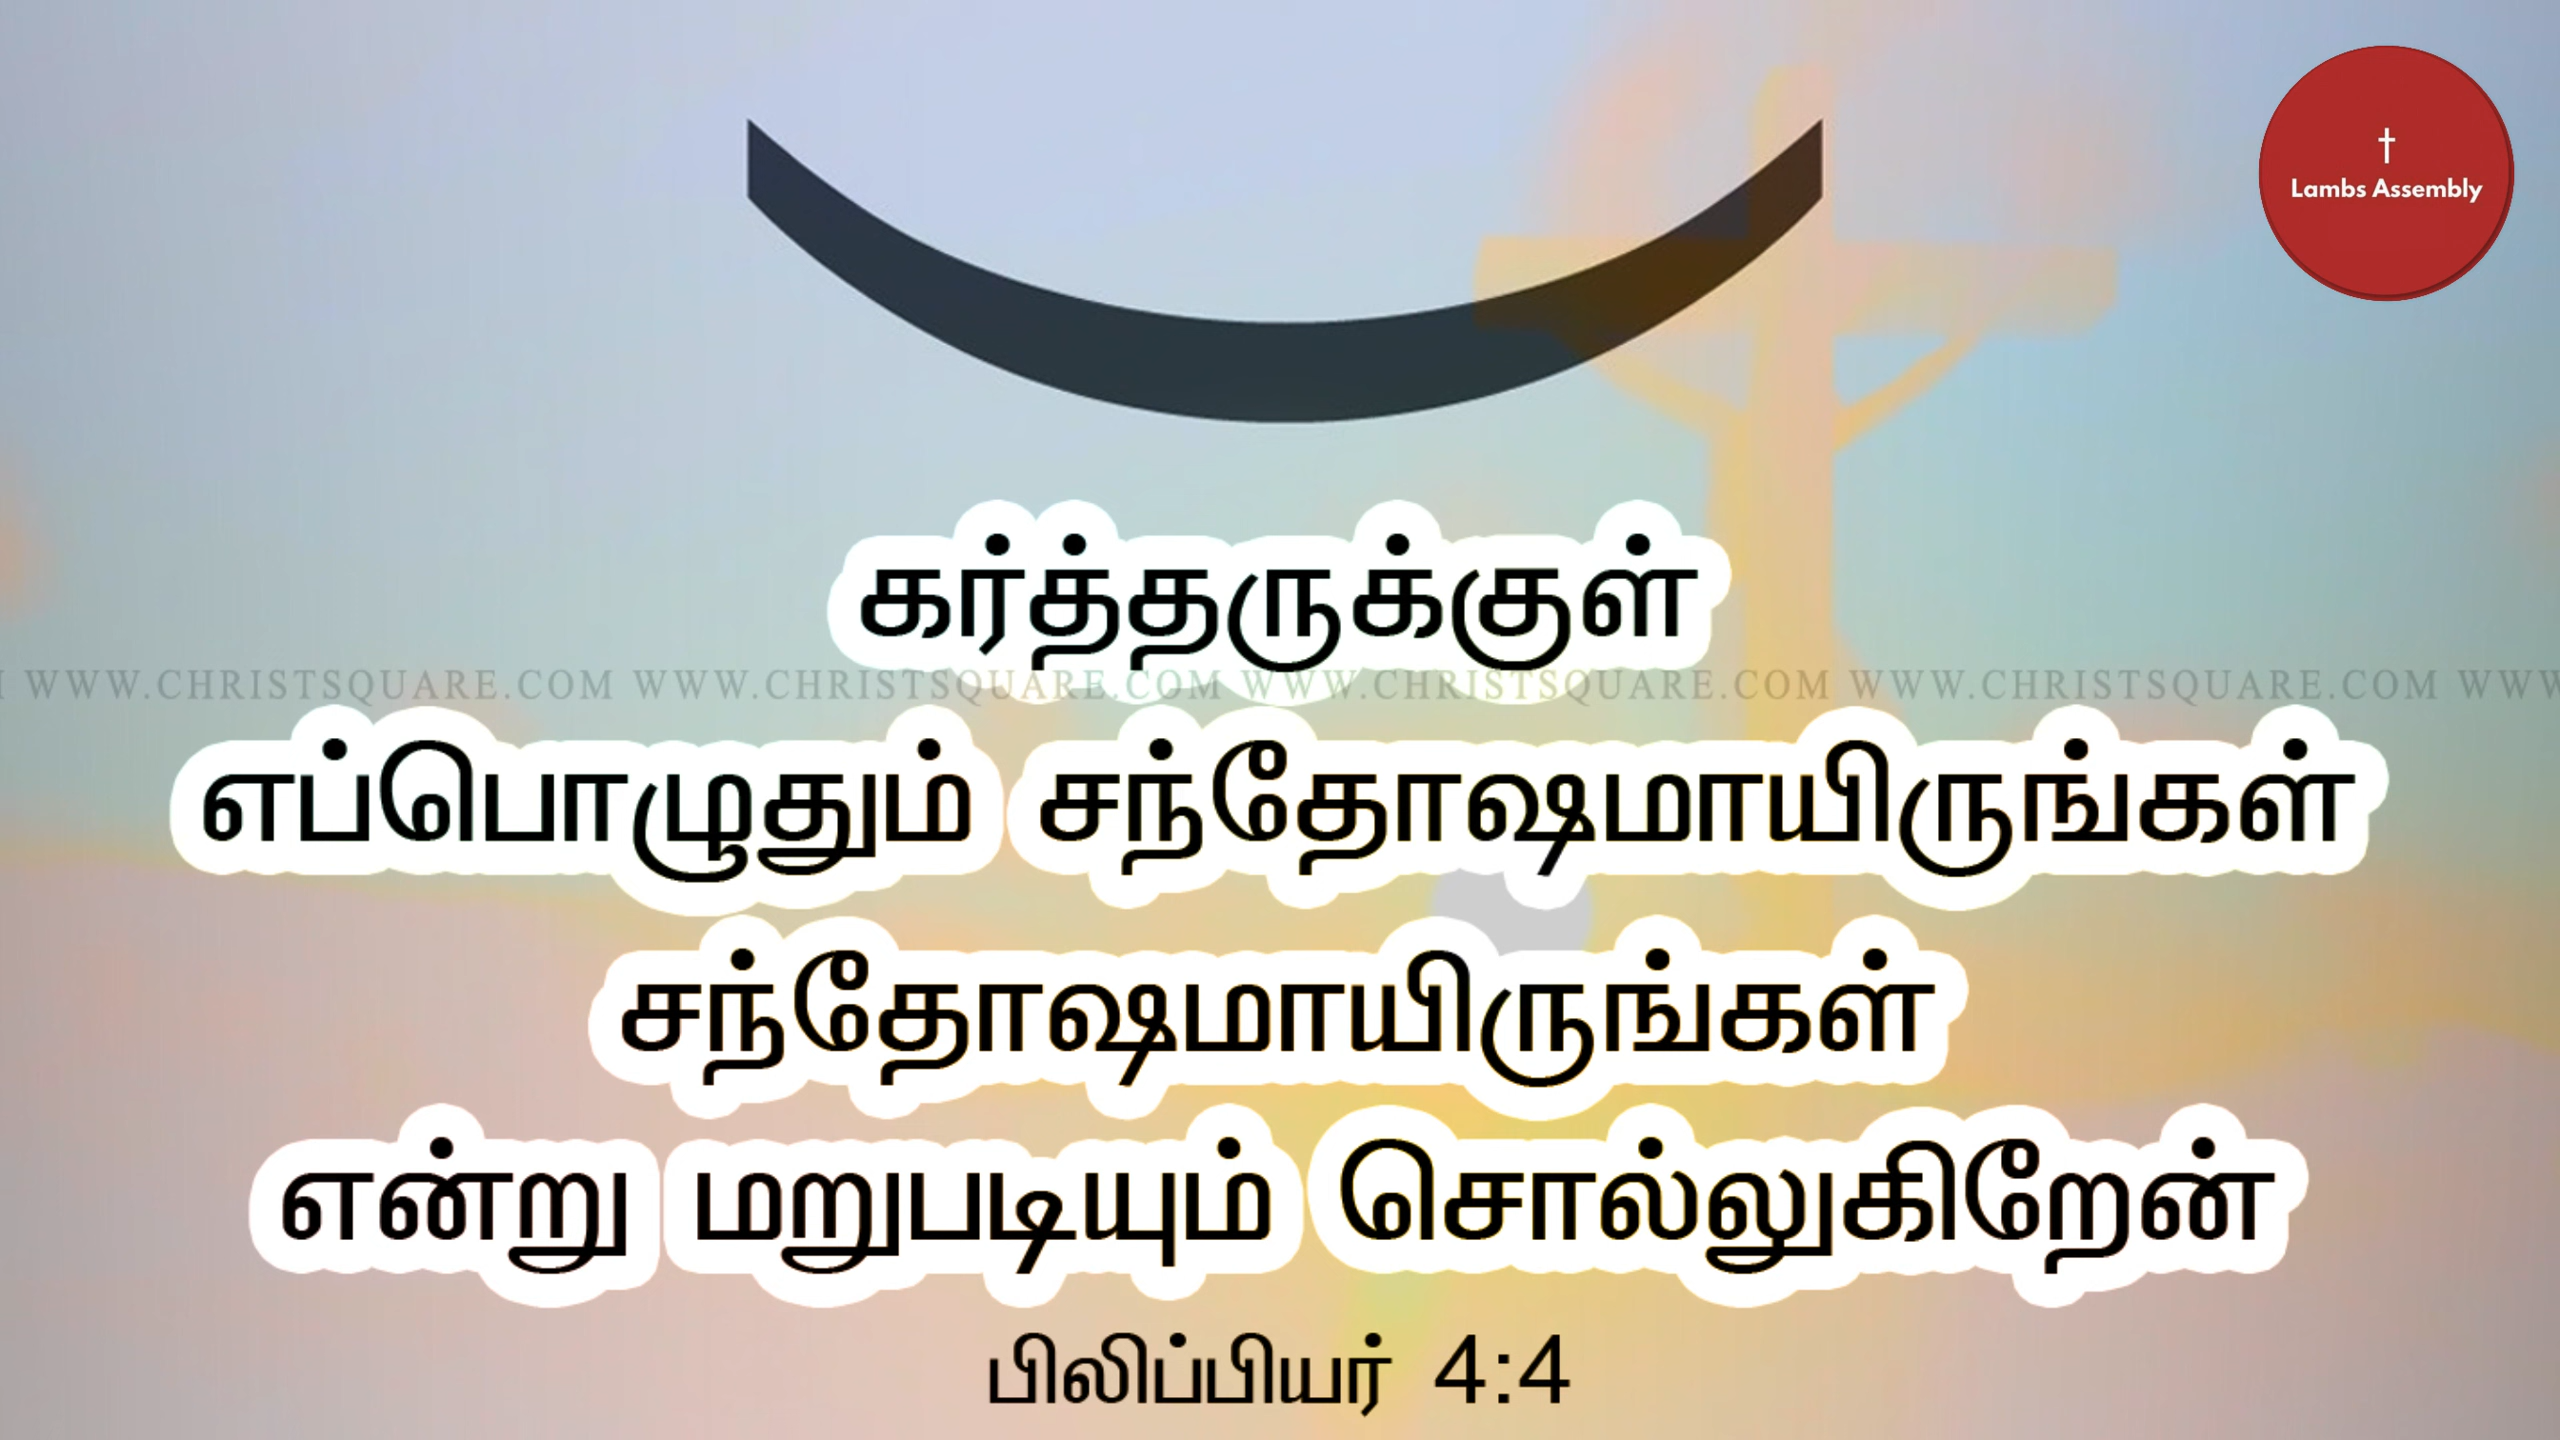 †
Lambs Assembly
கர்த்தருக்குள்
WWW.CHRISTSQUARE.COM WWW.CHRISTSQUARE.COM WWW.CHRISTSQUARE.COM WWW.CHRISTSQUARE.COM
எப்பொழுதும் சந்தோஷமாயிருங்கள்
சந்தோஷமாயிருங்கள்
என்று மறுபடியும் சொல்லுகிறேன்
பிலிப்பியர் 4:4